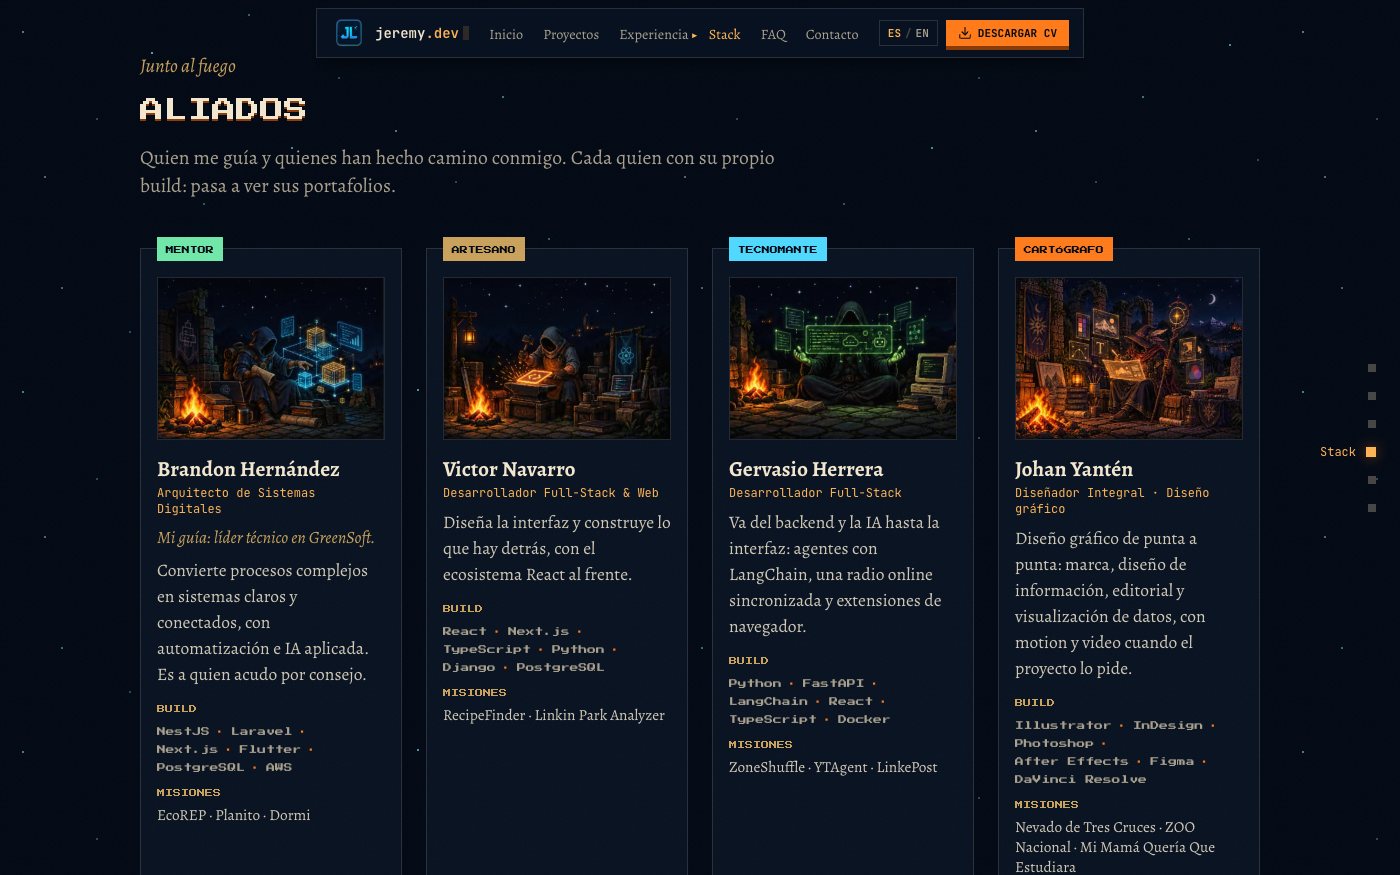 JL jeremy.dev Inicio Proyectos Experiencia ▸ Stack FAQ Contacto ES / EN DESCARGAR CV
Junto al fuego
ALIADOS
Quien me guía y quienes han hecho camino conmigo. Cada quien con su propio
build: pasa a ver sus portafolios.
MENTOR
Brandon Hernández
Arquitecto de Sistemas
Digitales
Mi guía: líder técnico en GreenSoft.
Convierte procesos complejos
en sistemas claros y
conectados, con
automatización e IA aplicada.
Es a quien acudo por consejo.
BUILD
NestJS · Laravel ·
Next.js · Flutter ·
PostgreSQL · AWS
MISIONES
EcoREP · Planito · Dormi
ARTESANO
Victor Navarro
Desarrollador Full-Stack & Web
Diseña la interfaz y construye lo
que hay detrás, con el
ecosistema React al frente.
BUILD
React · Next.js ·
TypeScript · Python ·
Django · PostgreSQL
MISIONES
RecipeFinder · Linkin Park Analyzer
TECNOMANTE
Gervasio Herrera
Desarrollador Full-Stack
Va del backend y la IA hasta la
interfaz: agentes con
LangChain, una radio online
sincronizada y extensiones de
navegador.
BUILD
Python · FastAPI ·
LangChain · React ·
TypeScript · Docker
MISIONES
ZoneShuffle · YTAgent · LinkePost
CARTóGRAFO
Johan Yantén
Diseñador Integral · Diseño
gráfico
Diseño gráfico de punta a
punta: marca, diseño de
información, editorial y
visualización de datos, con
motion y video cuando el
proyecto lo pide.
BUILD
Illustrator · InDesign ·
Photoshop ·
After Effects · Figma ·
DaVinci Resolve
MISIONES
Nevado de Tres Cruces · ZOO
Nacional · Mi Mamá Quería Que
Estudiara
Stack